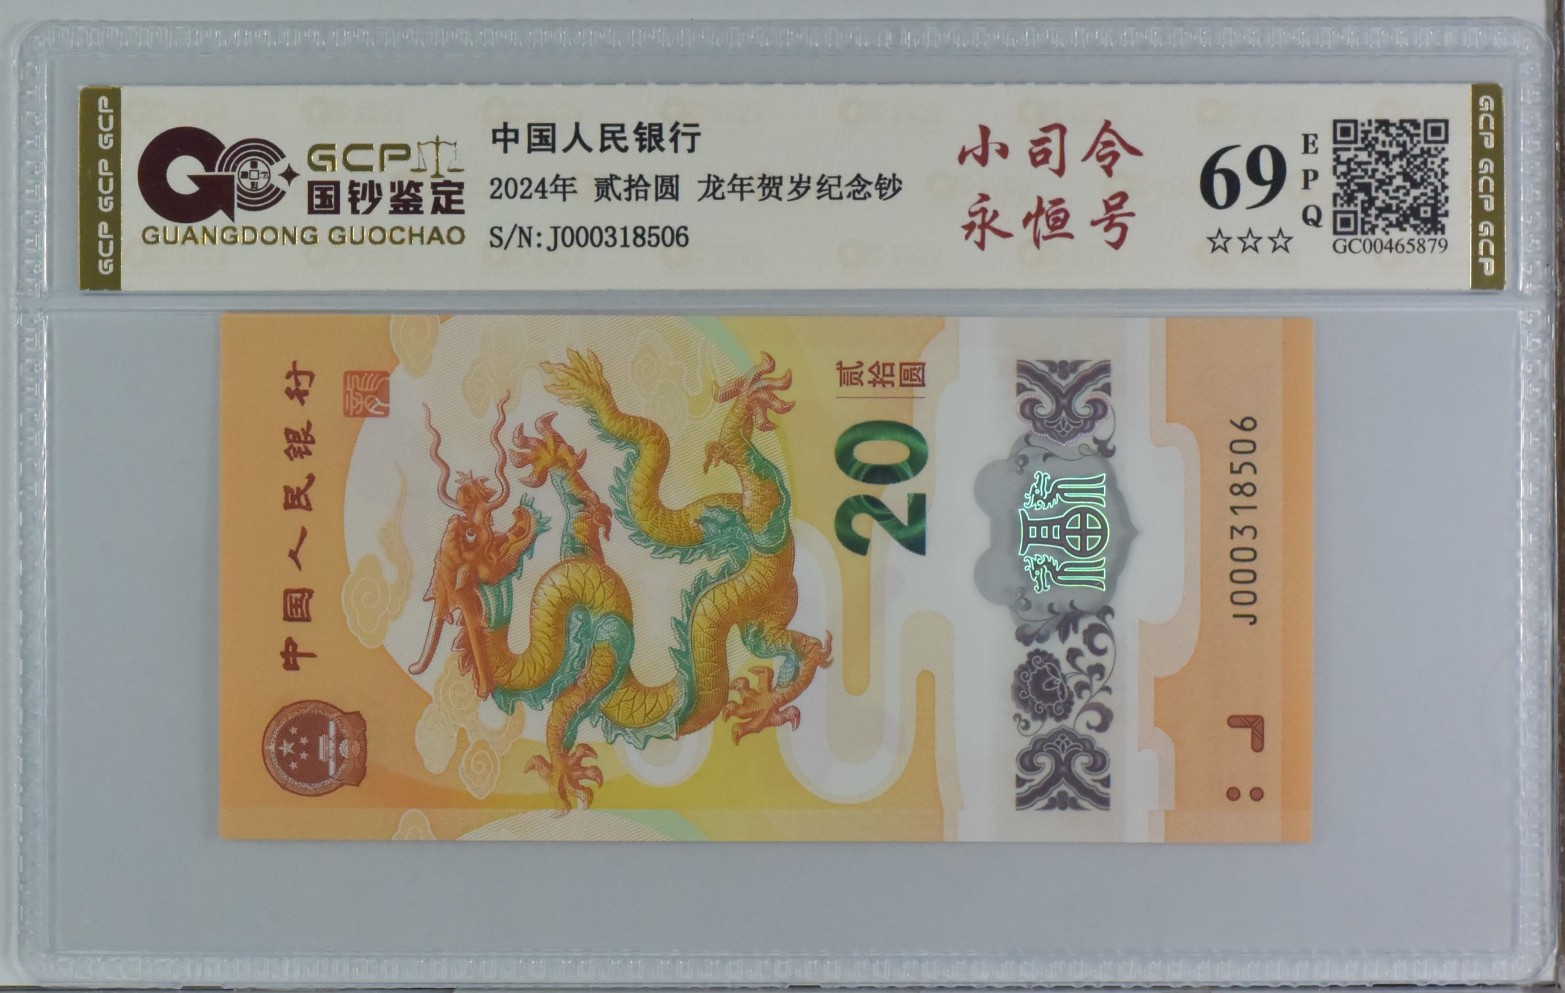 GCP GCP GCP
GCP
国钞鉴定
GUANGDONG GUOCHAO
中国人民银行
2024年 贰拾圆 龙年贺岁纪念钞
S/N:J000318506
小司令
永恒号
69
EPQ
☆☆☆
GC00465879
GCP GCP GCP
中国人民银行
贰拾圆
20
J000318506